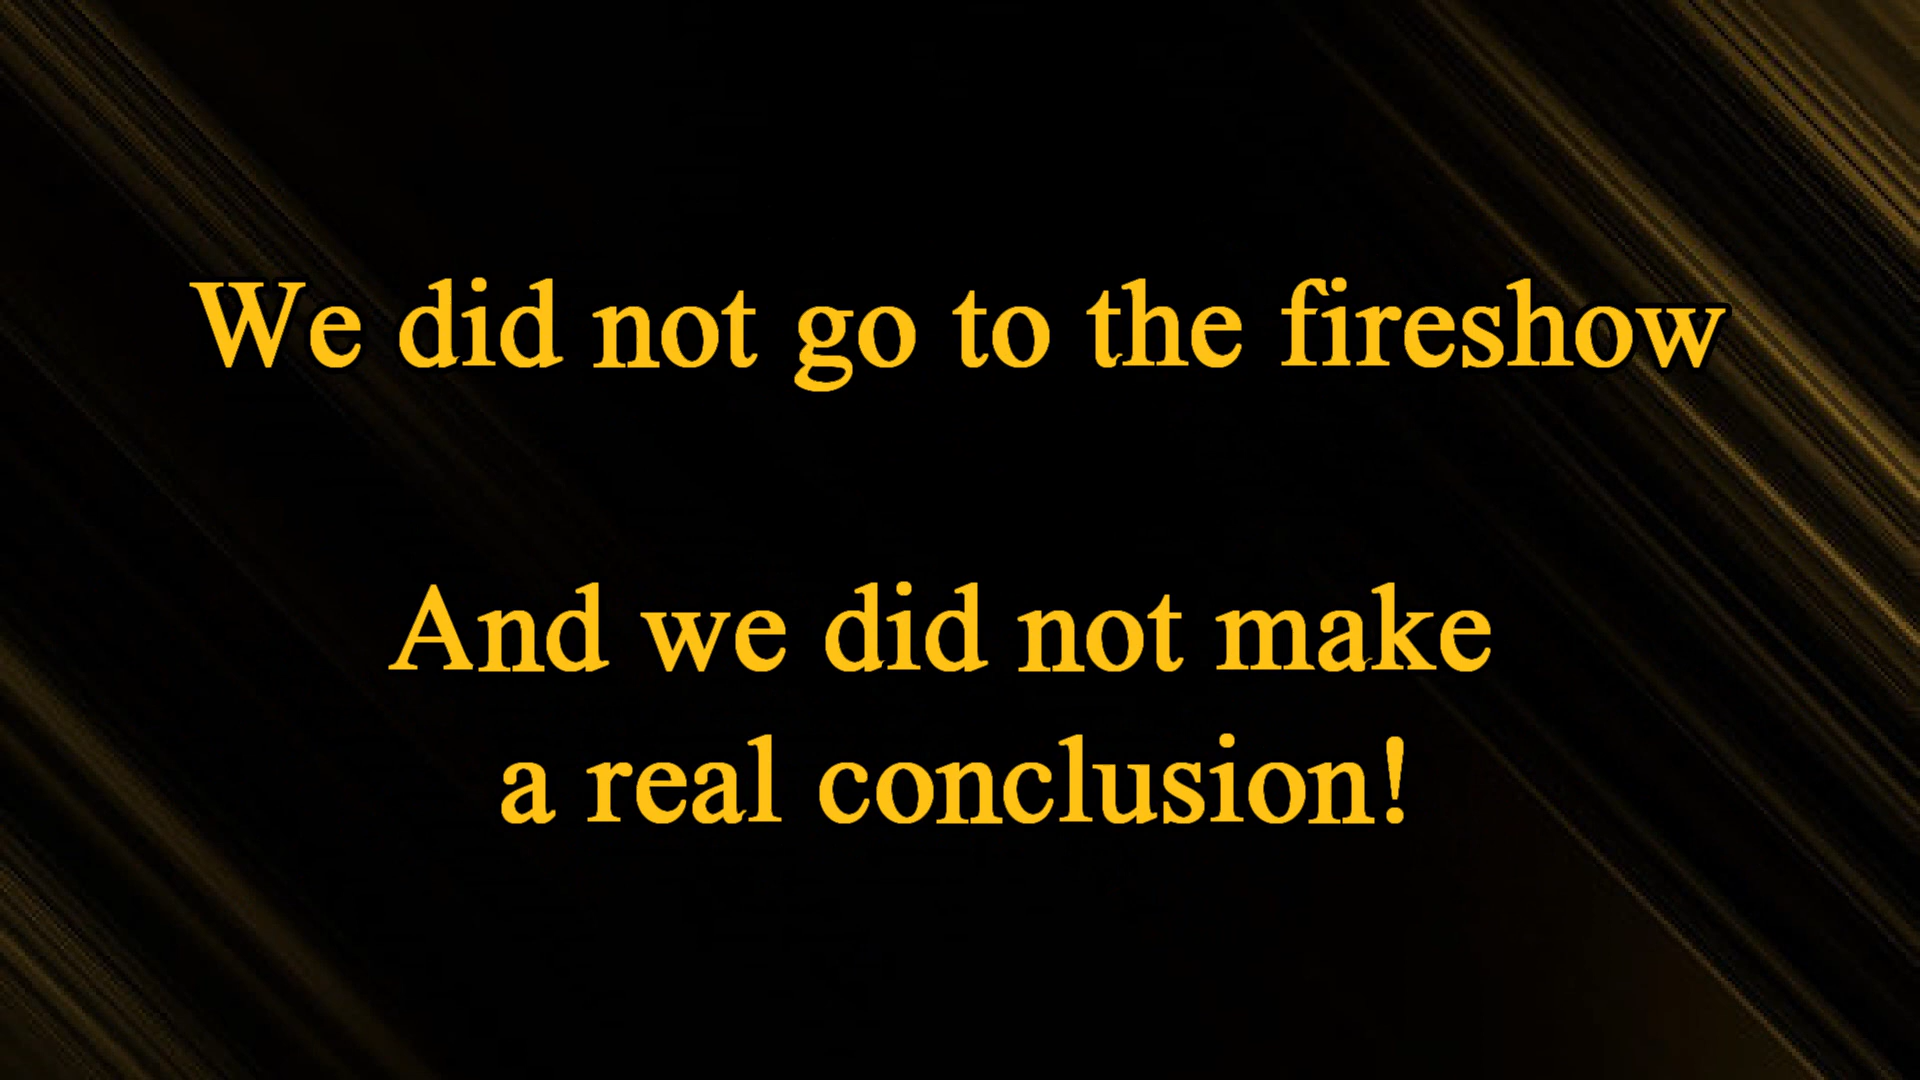 We did not go to the fireshow
And we did not make
a real conclusion!